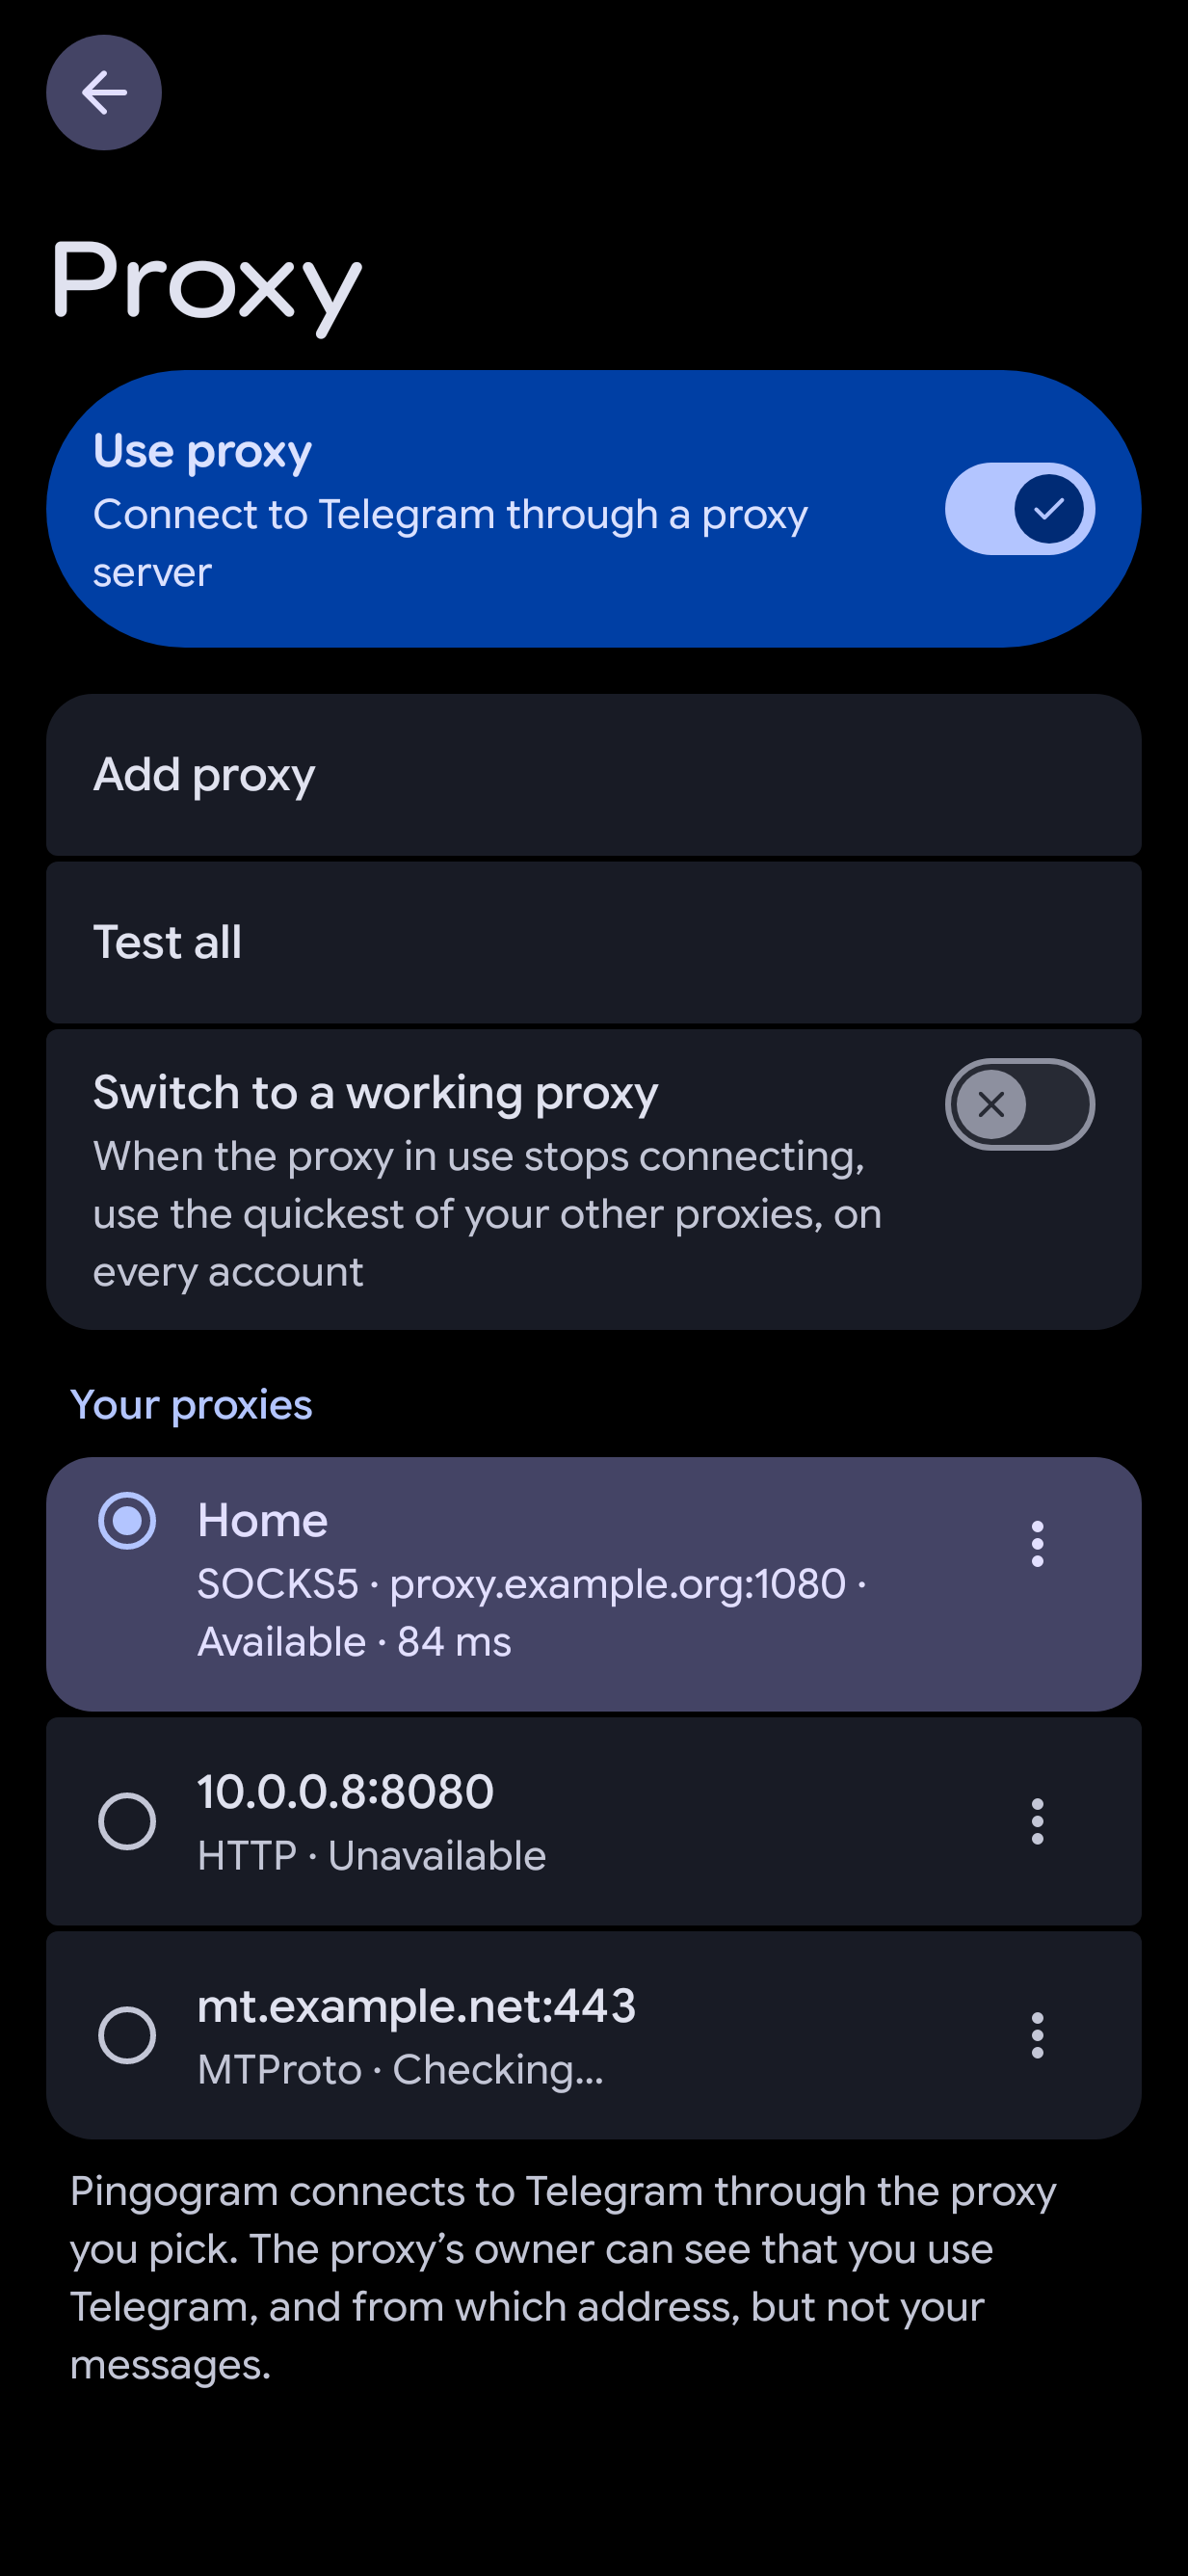 Proxy
Use proxy
Connect to Telegram through a proxy
server
Add proxy
Test all
Switch to a working proxy
When the proxy in use stops connecting,
use the quickest of your other proxies, on
every account
Your proxies
Home
SOCKS5 · proxy.example.org:1080 ·
Available · 84 ms
10.0.0.8:8080
HTTP · Unavailable
mt.example.net:443
MTProto · Checking…
Pingogram connects to Telegram through the proxy
you pick. The proxy’s owner can see that you use
Telegram, and from which address, but not your
messages.